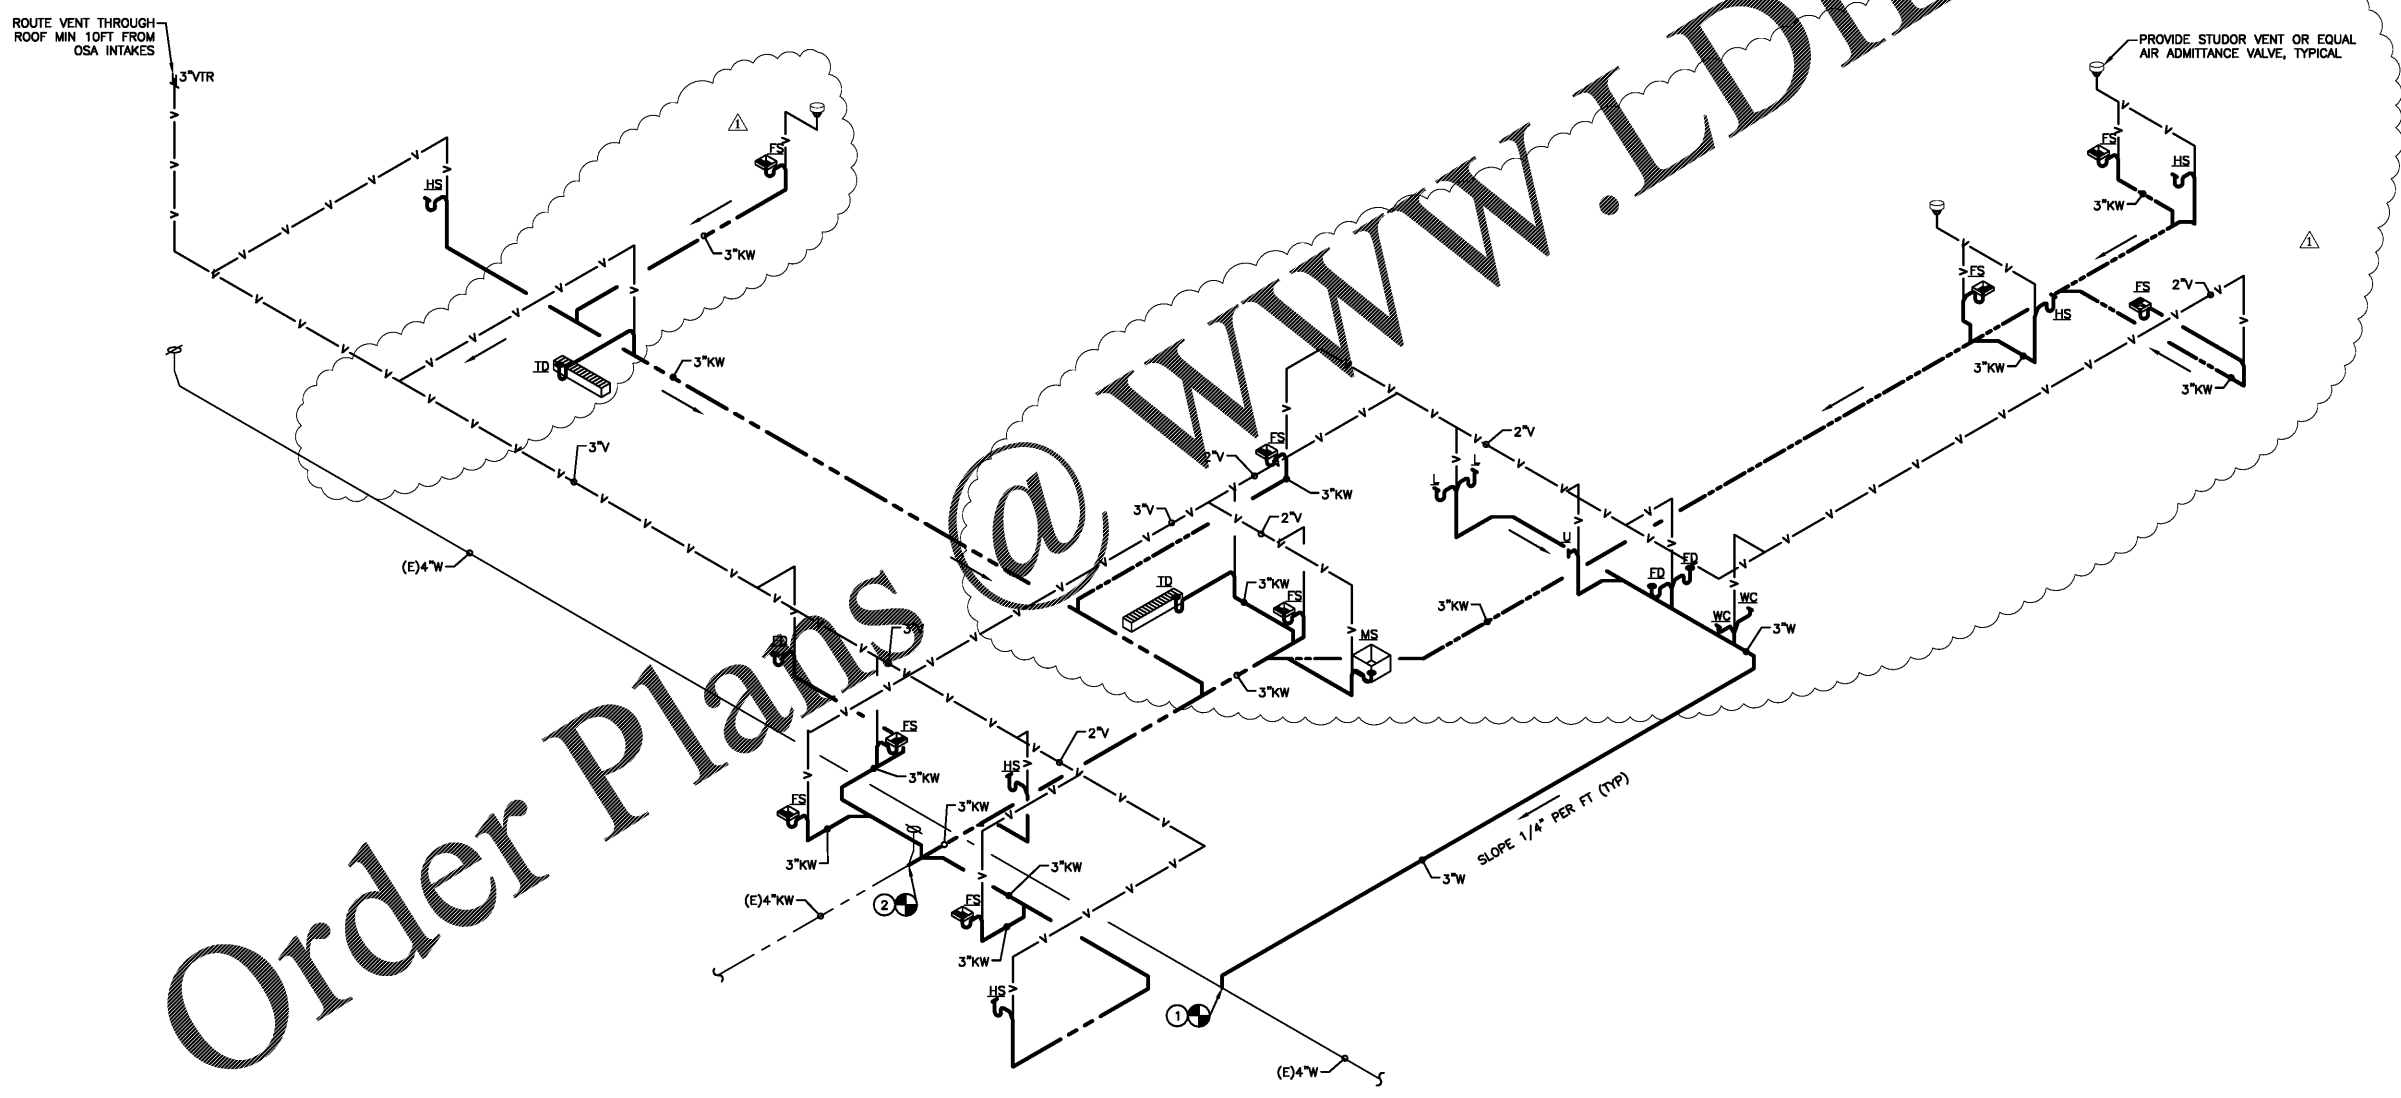 ROUTE VENT THROUGH
ROOF MIN 10FT FROM
OSA INTAKES
3"VTR
PROVIDE STUDOR VENT OR EQUAL
AIR ADMITTANCE VALVE, TYPICAL
1
FS
HS
3"KW
FS
HS
3"KW
1
FS
HS
3"KW
FS
2"V
3"KW
TD
3"KW
3"V
(E)4"W
FS
2"V
3"KW
3"V
2"V
2"V
L
L
U
FD
FD
WC
WC
3"W
TD
3"KW
FS
3"KW
MS
3"KW
3"V
FS
3"KW
2"V
HS
FS
3"KW
3"KW
3"KW
(E)4"KW
2
FS
3"KW
HS
1
SLOPE 1/4" PER FT (TYP)
3"W
(E)4"W
Order Plans @ WWW.LDI